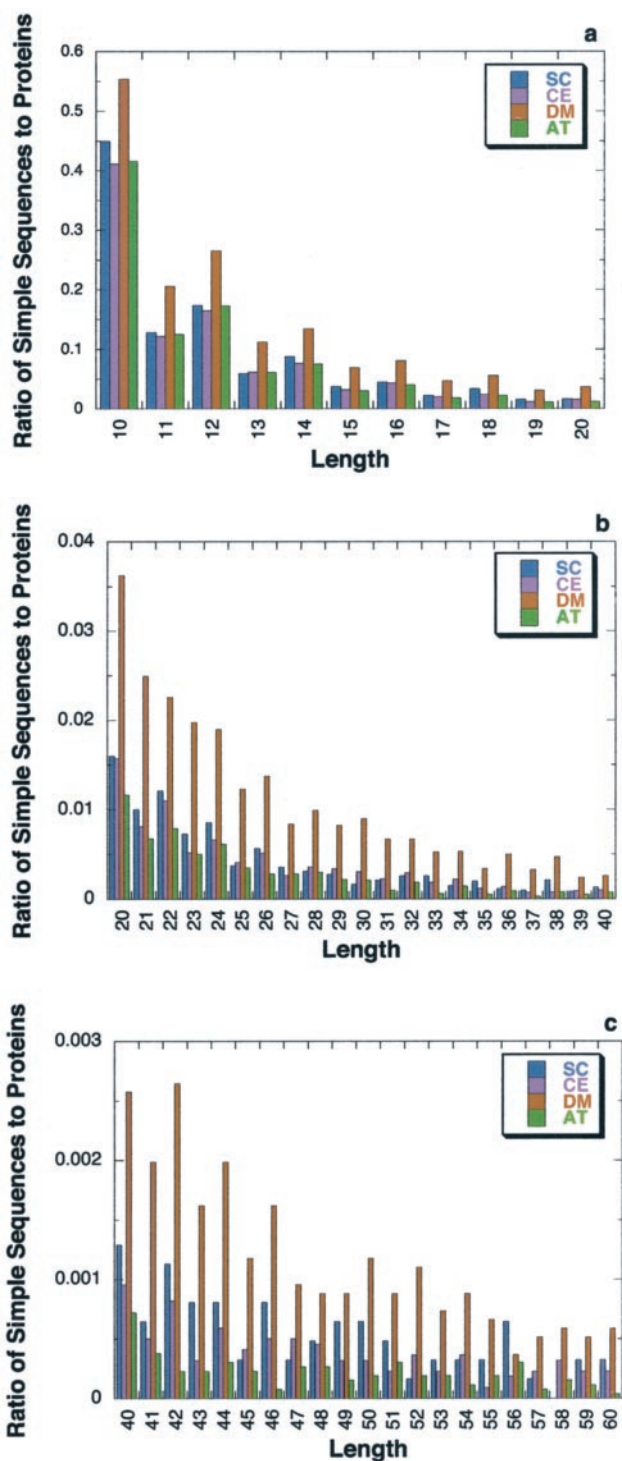 a
Ratio of Simple Sequences to Proteins
0.6
0.5
0.4
0.3
0.2
0.1
0
SC
CE
DM
AT
10 11 12 13 14 15 16 17 18 19 20
Length
b
Ratio of Simple Sequences to Proteins
0.04
0.03
0.02
0.01
0
SC
CE
DM
AT
20 21 22 23 24 25 26 27 28 29 30 31 32 33 34 35 36 37 38 39 40
Length
c
Ratio of Simple Sequences to Proteins
0.003
0.002
0.001
0
SC
CE
DM
AT
40 41 42 43 44 45 46 47 48 49 50 51 52 53 54 55 56 57 58 59 60
Length